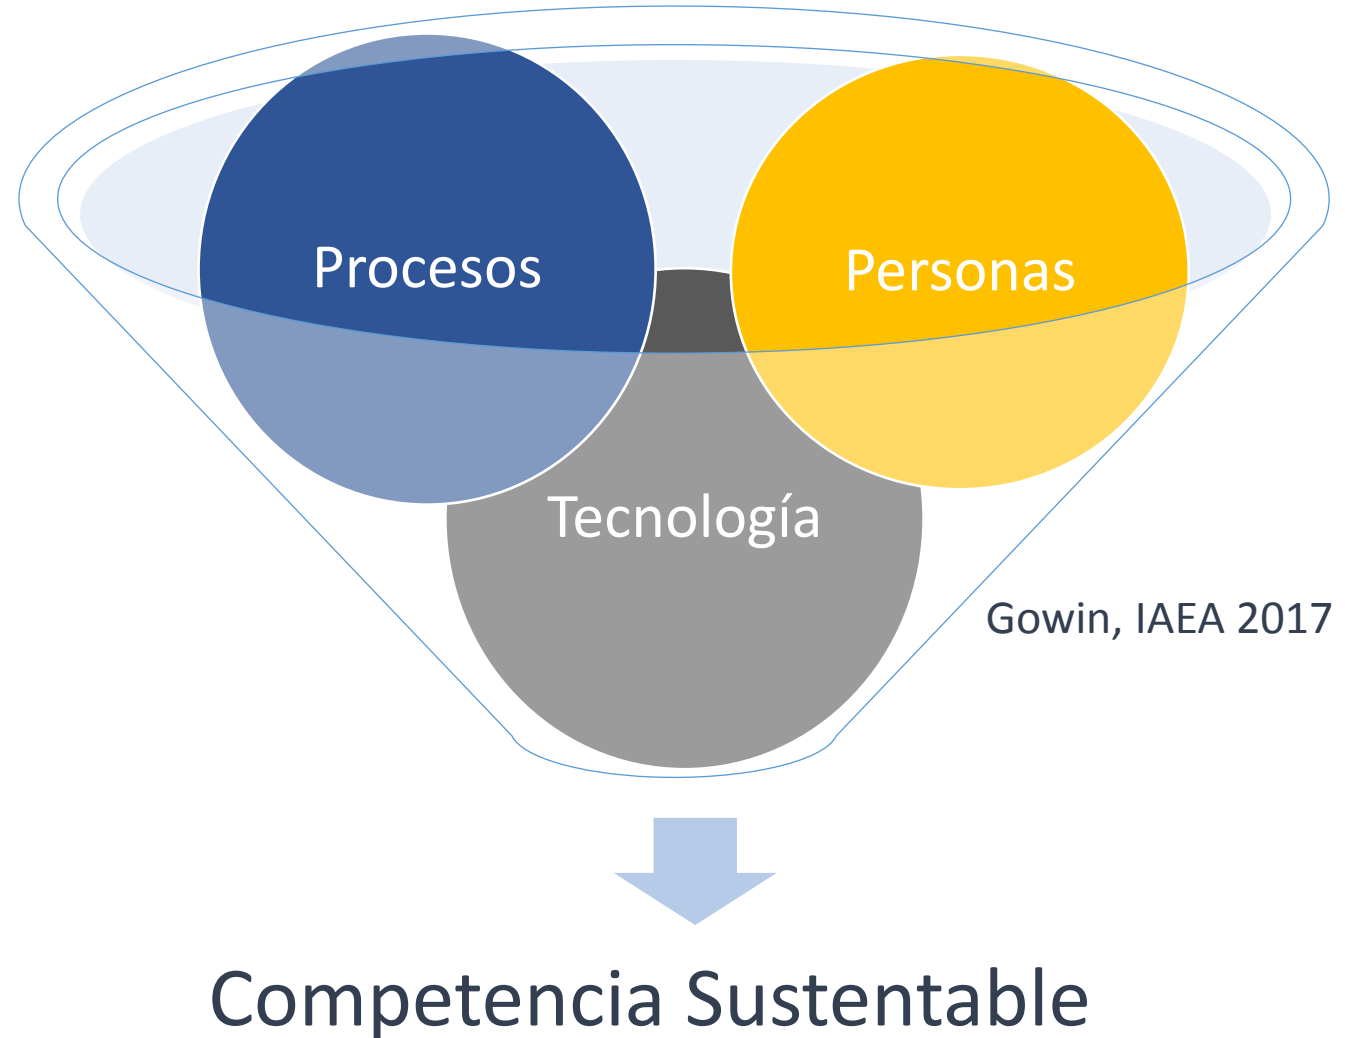 Procesos
Personas
Tecnología
Gowin, IAEA 2017
Competencia Sustentable